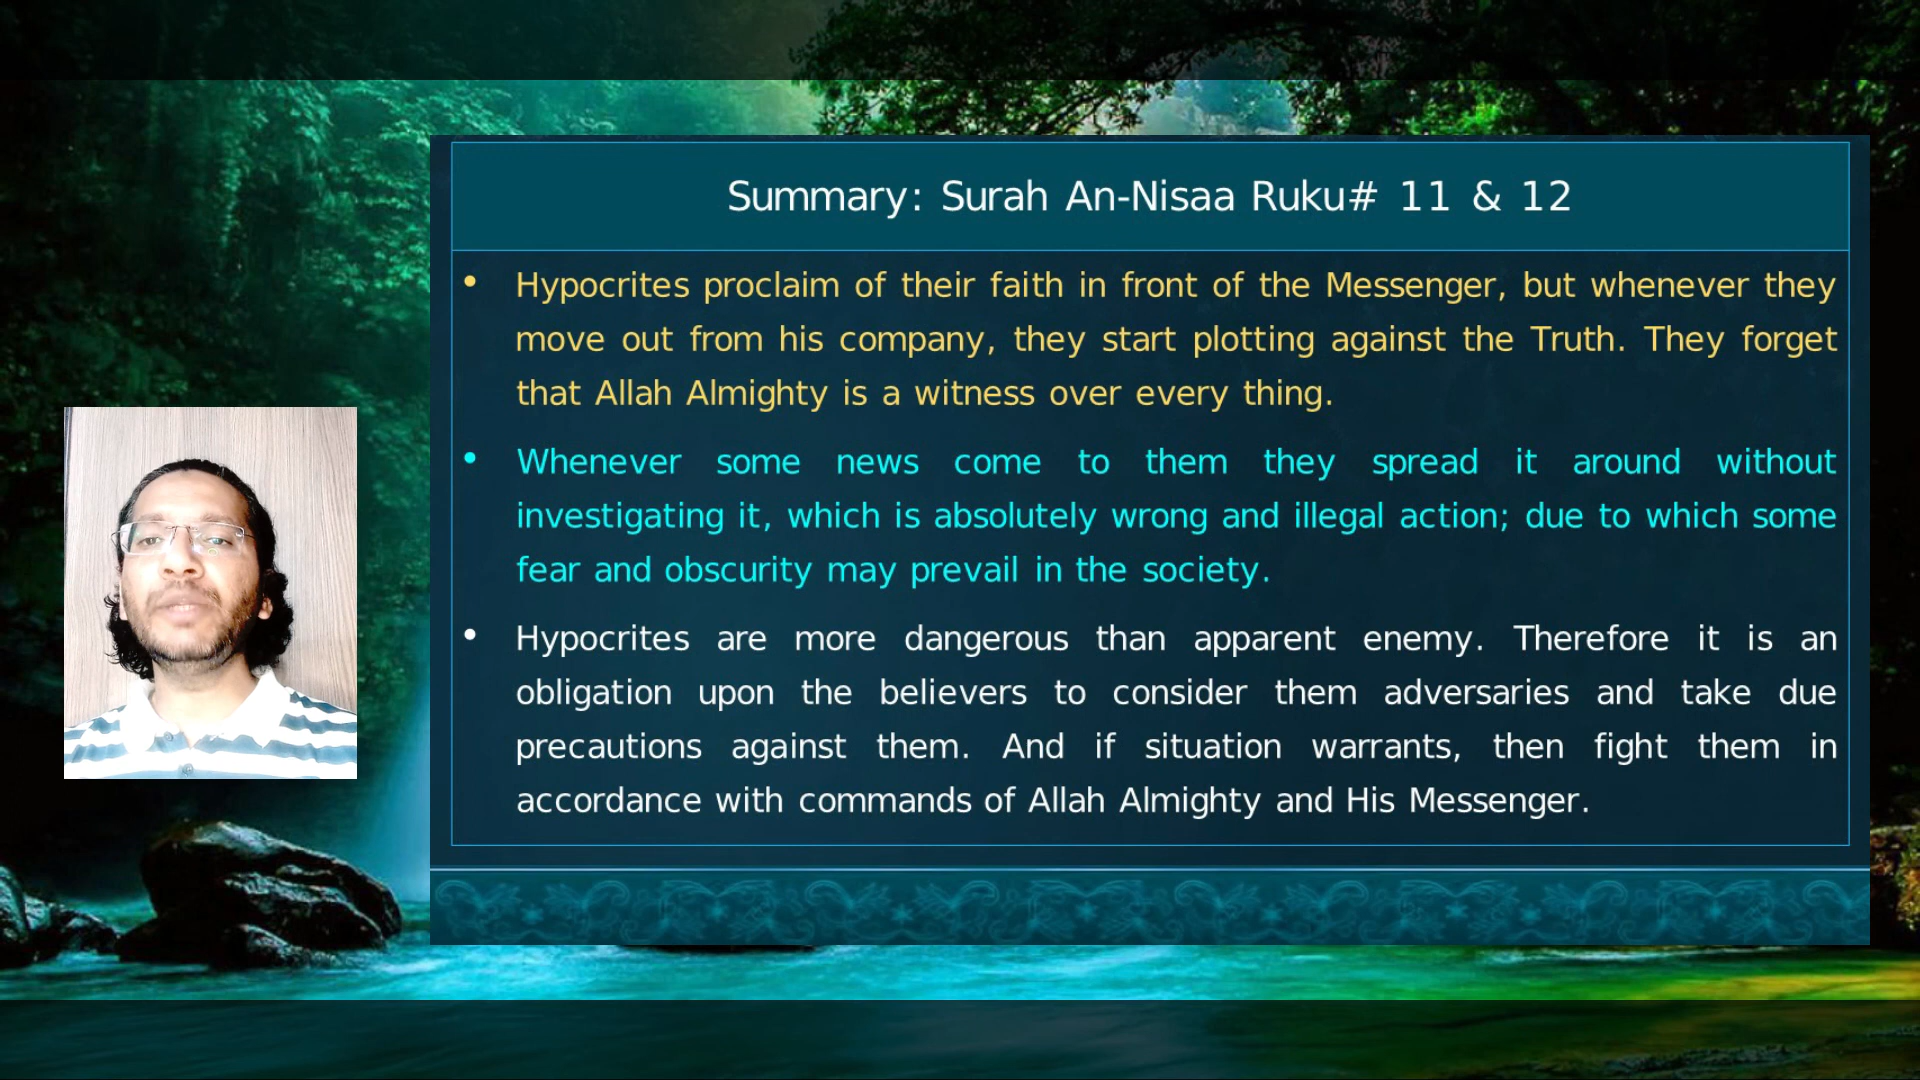 Summary: Surah An-Nisaa Ruku# 11 & 12
• Hypocrites proclaim of their faith in front of the Messenger, but whenever they
move out from his company, they start plotting against the Truth. They forget
that Allah Almighty is a witness over every thing.
• Whenever some news come to them they spread it around without
investigating it, which is absolutely wrong and illegal action; due to which some
fear and obscurity may prevail in the society.
• Hypocrites are more dangerous than apparent enemy. Therefore it is an
obligation upon the believers to consider them adversaries and take due
precautions against them. And if situation warrants, then fight them in
accordance with commands of Allah Almighty and His Messenger.